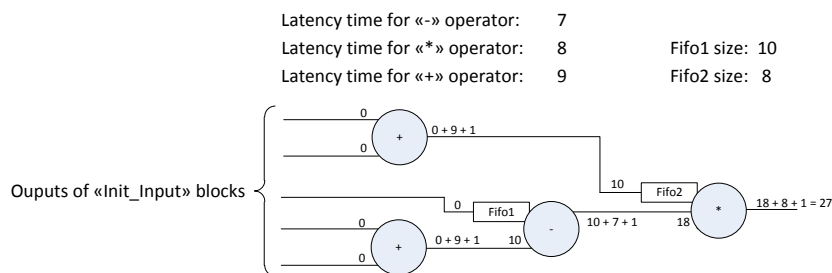 Latency time for «-» operator: 7
Latency time for «*» operator: 8 Fifo1 size: 10
Latency time for «+» operator: 9 Fifo2 size: 8
0
+
0 + 9 + 1
0
Ouputs of «Init_Input» blocks
10
Fifo2
*
18 + 8 + 1 = 27
0
Fifo1
-
10 + 7 + 1
18
0
+
0 + 9 + 1
10
0